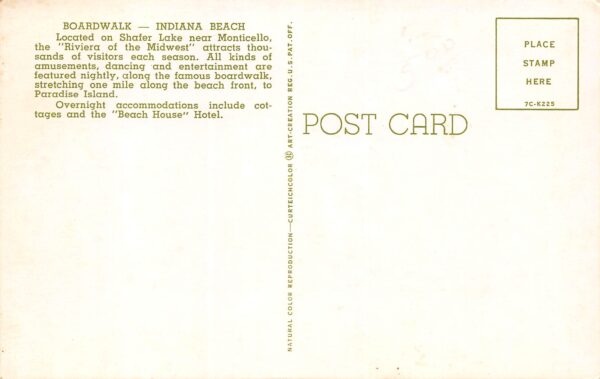 BOARDWALK — INDIANA BEACH
Located on Shafer Lake near Monticello,
the "Riviera of the Midwest" attracts thou-
sands of visitors each season. All kinds of
amusements, dancing and entertainment are
featured nightly, along the famous boardwalk,
stretching one mile along the beach front, to
Paradise Island.
Overnight accommodations include cot-
tages and the "Beach House" Hotel.
NATURAL COLOR REPRODUCTION—CURTEICHCOLOR ART-CREATION REG. U.S. PAT. OFF.
POST CARD
PLACE
STAMP
HERE
7C-K225